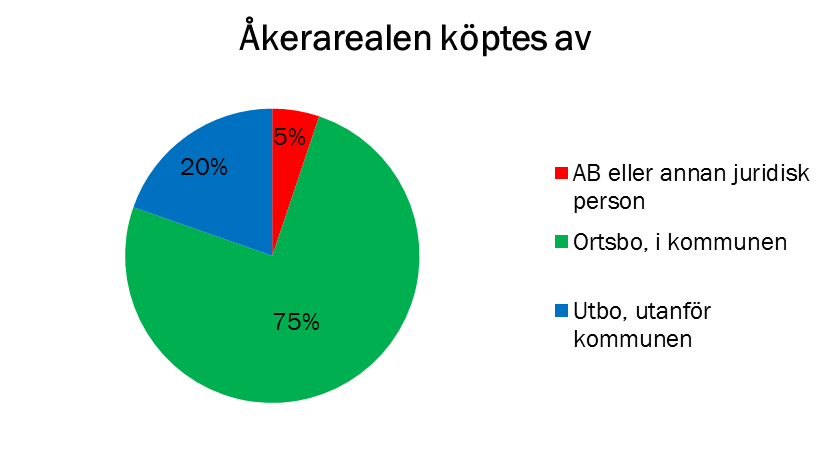 Åkerarealen köptes av
5%
20%
75%
AB eller annan juridisk
person
Ortsbo, i kommunen
Utbo, utanför
kommunen